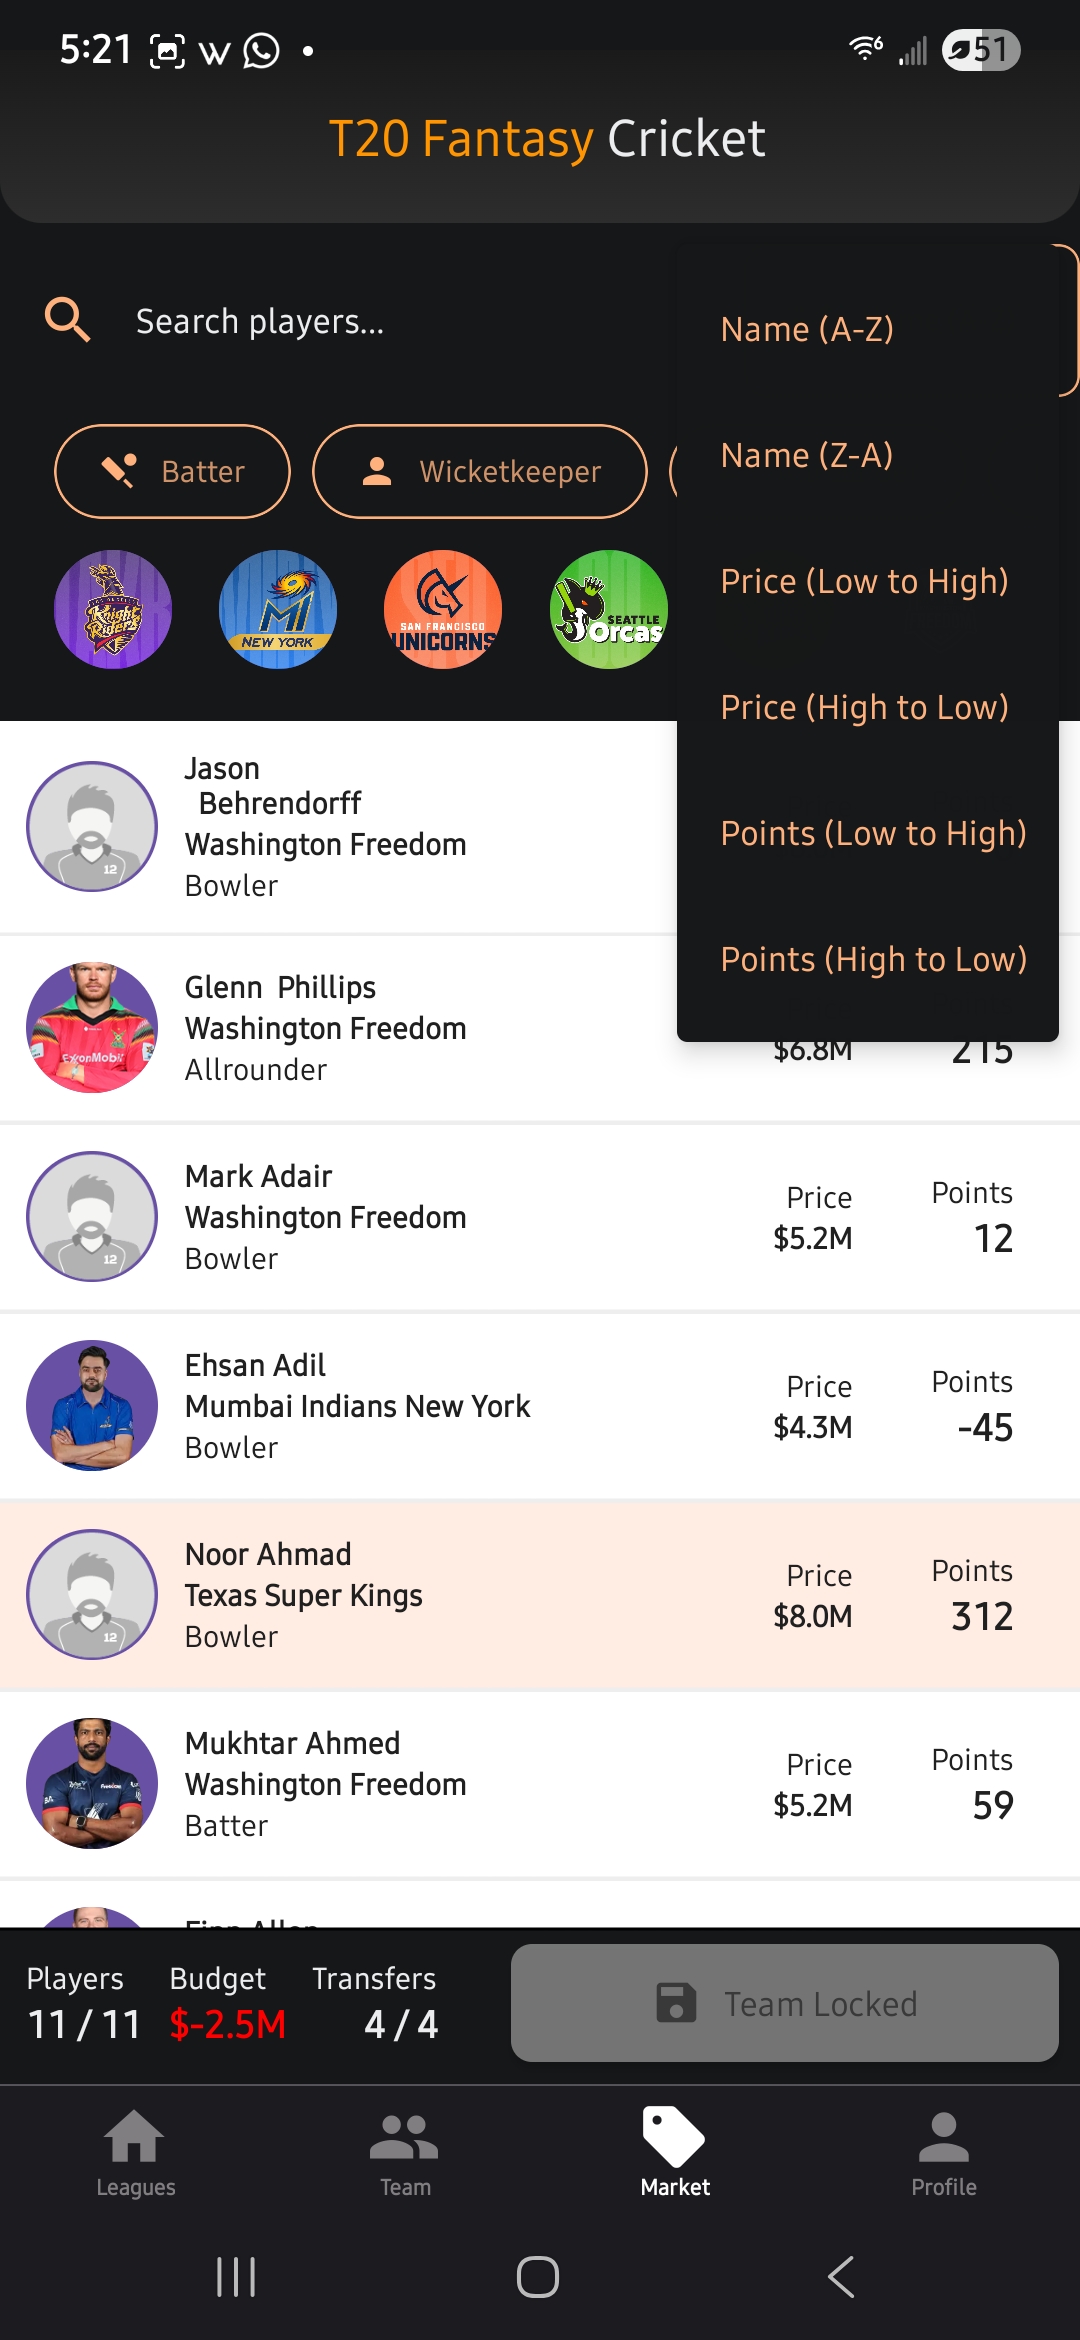 5:21
51
T20 Fantasy Cricket
Search players...
Name (A-Z)
Name (Z-A)
Price (Low to High)
Price (High to Low)
Points (Low to High)
Points (High to Low)
Batter
Wicketkeeper
Knight Riders
MI
NEW YORK
SAN FRANCISCO
UNICORNS
SEATTLE
Orcas
Jason
Behrendorff
Washington Freedom
Bowler
12
Glenn Phillips
Washington Freedom
Allrounder
$6.8M
215
ExxonMobil
Mark Adair
Washington Freedom
Bowler
Price
$5.2M
Points
12
12
Ehsan Adil
Mumbai Indians New York
Bowler
Price
$4.3M
Points
-45
Noor Ahmad
Texas Super Kings
Bowler
Price
$8.0M
Points
312
12
Mukhtar Ahmed
Washington Freedom
Batter
Price
$5.2M
Points
59
Finn Allen
Players
11 / 11
Budget
$-2.5M
Transfers
4 / 4
Team Locked
Leagues
Team
Market
Profile